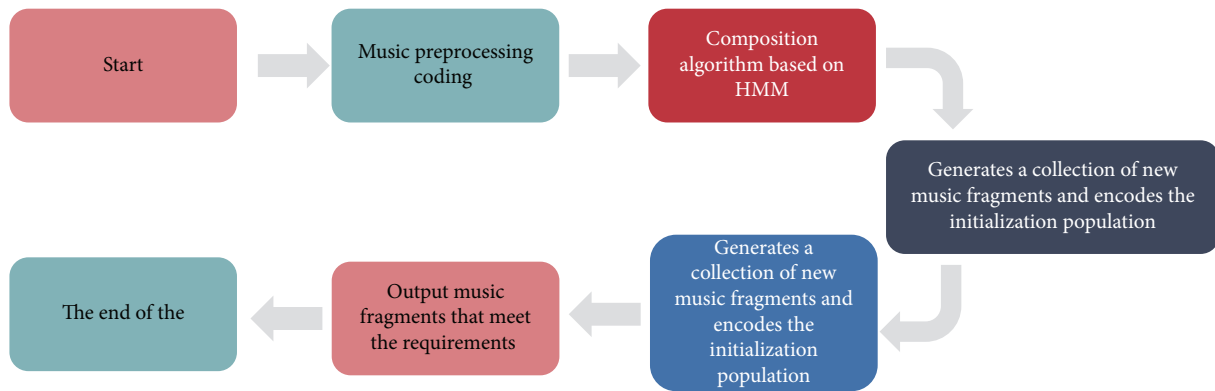 Start
Music preprocessing
coding
Composition
algorithm based on
HMM
Generates a collection of new
music fragments and encodes the
initialization population
Generates a
collection of new
music fragments and
encodes the
initialization
population
Output music
fragments that meet
the requirements
The end of the